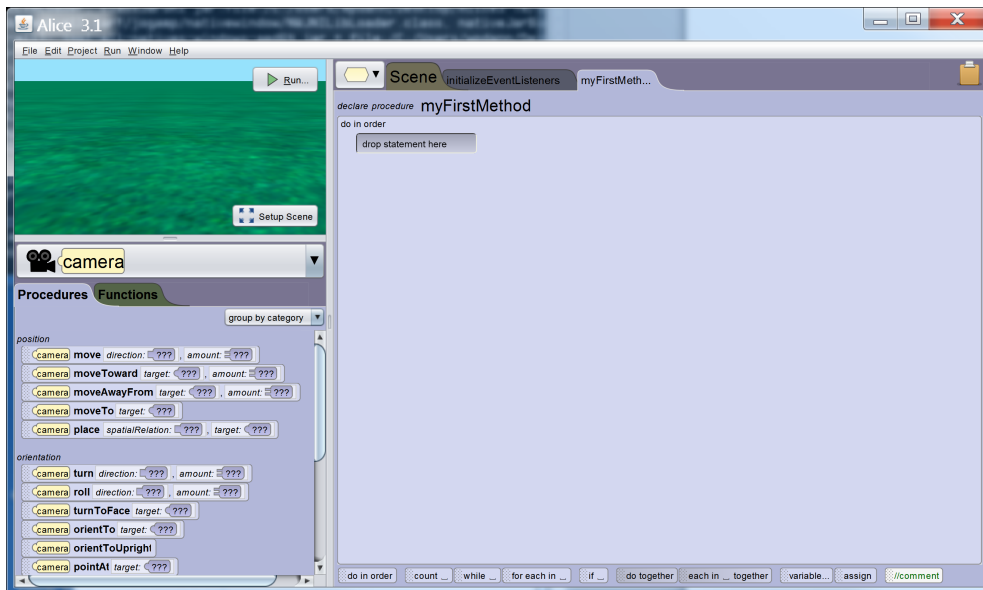 Alice 3.1
File Edit Project Run Window Help
Run...
Setup Scene
camera
Procedures Functions
group by category
position
camera move direction: ??? , amount: ???
camera moveToward target: ??? , amount: ???
camera moveAwayFrom target: ??? , amount: ???
camera moveTo target: ???
camera place spatialRelation: ??? , target: ???
orientation
camera turn direction: ??? , amount: ???
camera roll direction: ??? , amount: ???
camera turnToFace target: ???
camera orientTo target: ???
camera orientToUpright
camera pointAt target: ???
Scene initializeEventListeners myFirstMeth...
declare procedure myFirstMethod
do in order
drop statement here
do in order count _ while _ for each in _ if _ do together each in _ together variable... assign //comment